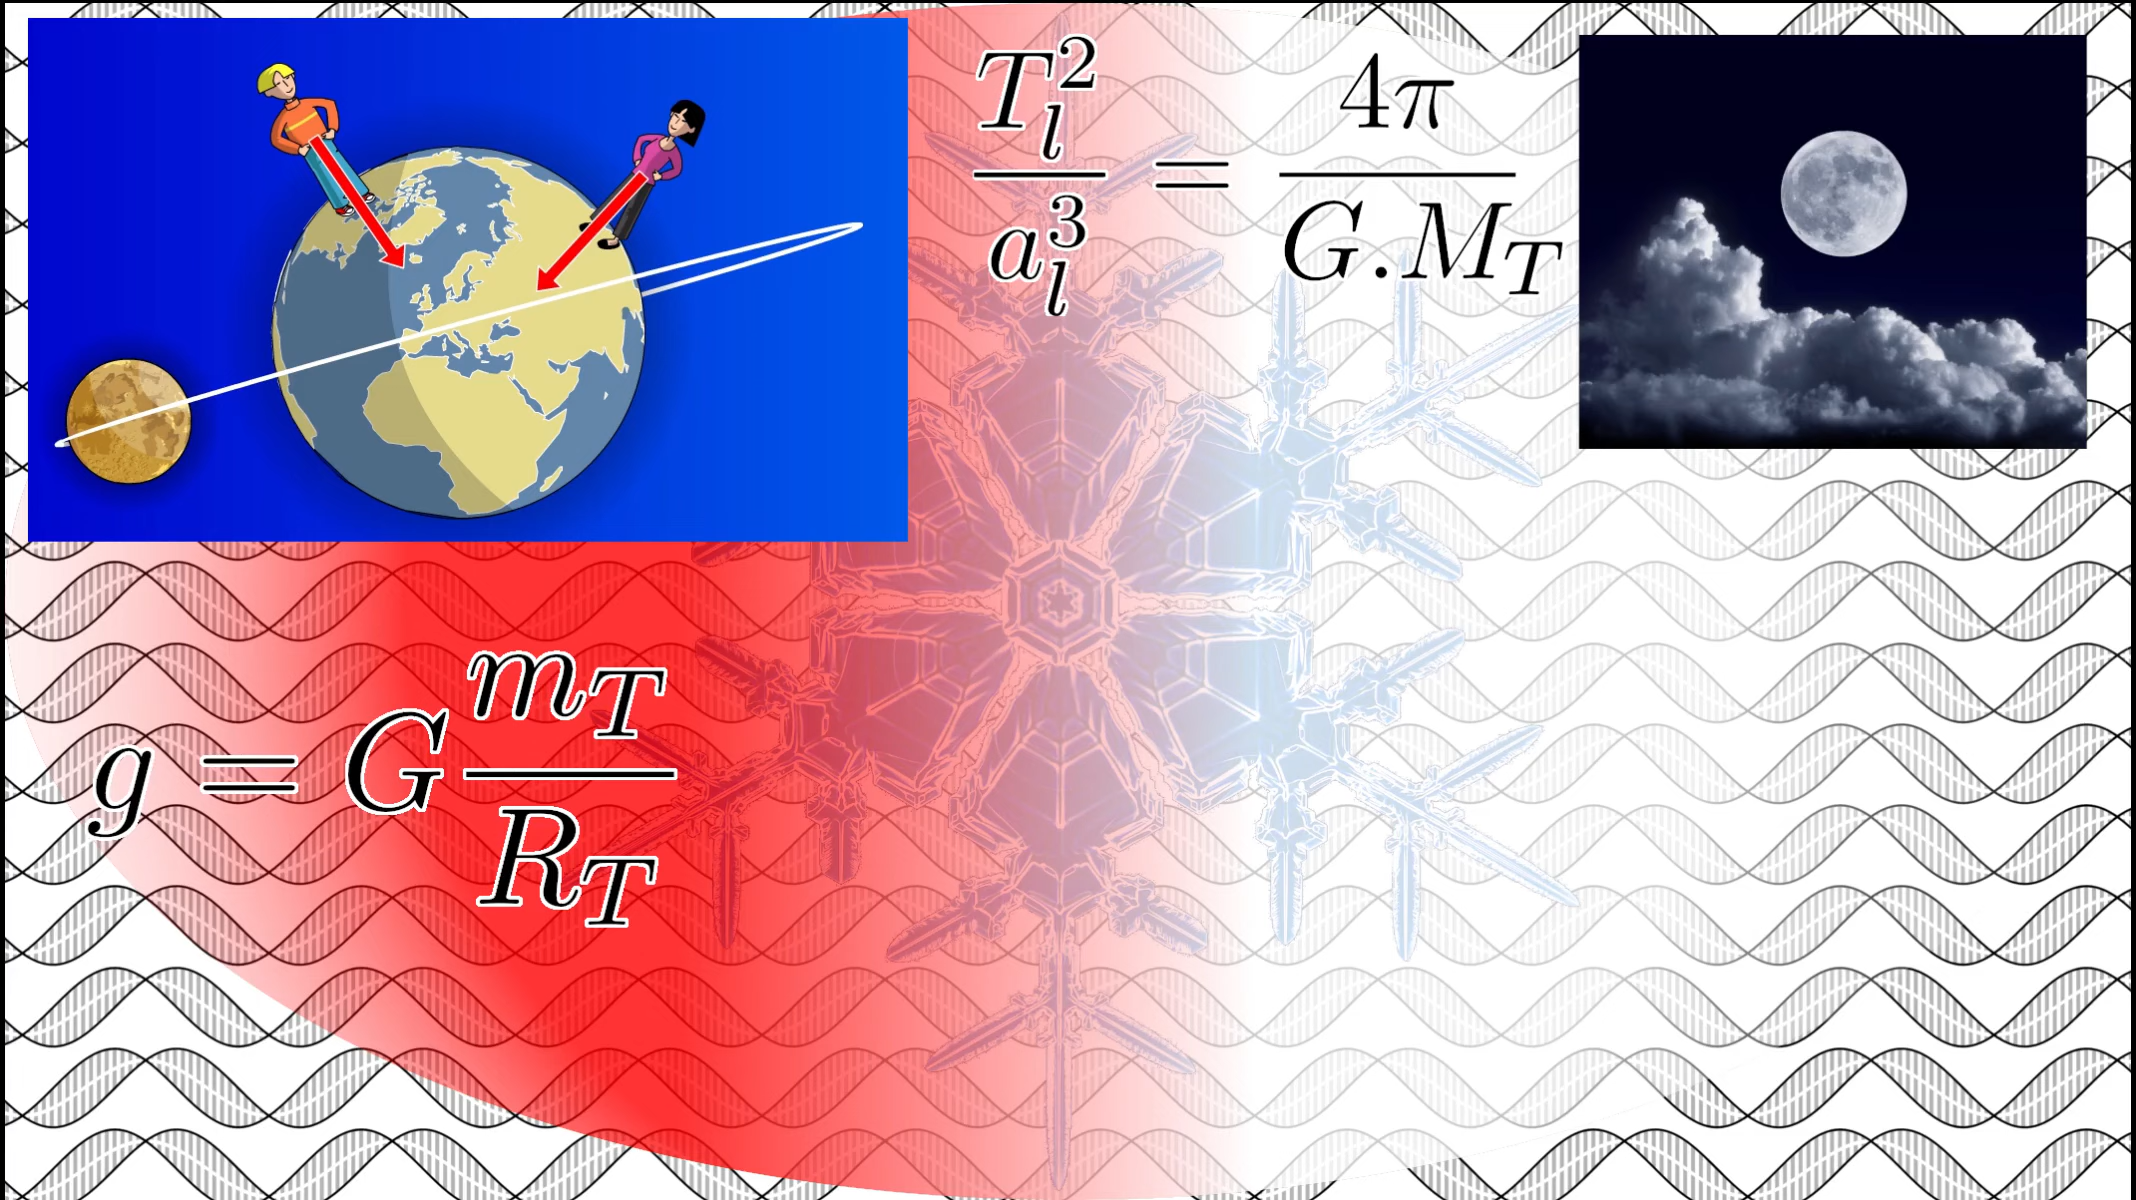 T_l^2 / a_l^3 = 4π / G.M_T
g = G m_T / R_T